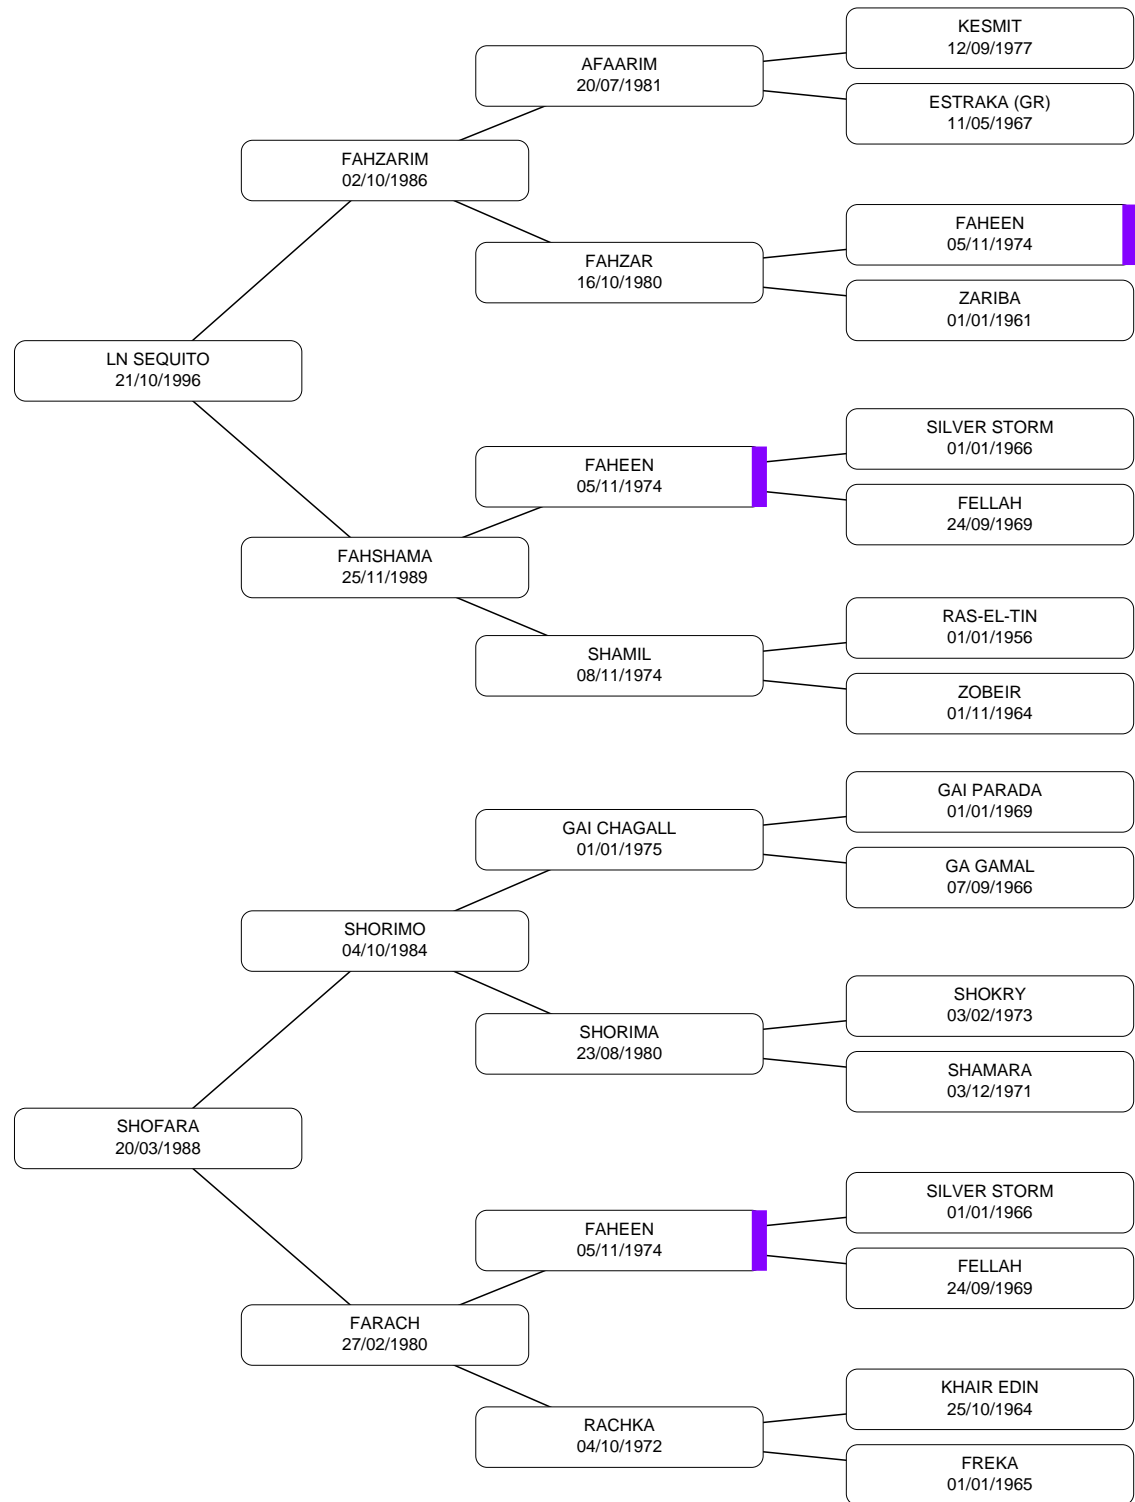 KESMIT
12/09/1977
AFAARIM
20/07/1981
ESTRAKA (GR)
11/05/1967
FAHZARIM
02/10/1986
FAHEEN
05/11/1974
FAHZAR
16/10/1980
ZARIBA
01/01/1961
LN SEQUITO
21/10/1996
SILVER STORM
01/01/1966
FAHEEN
05/11/1974
FELLAH
24/09/1969
FAHSHAMA
25/11/1989
RAS-EL-TIN
01/01/1956
SHAMIL
08/11/1974
ZOBEIR
01/11/1964
GAI PARADA
01/01/1969
GAI CHAGALL
01/01/1975
GA GAMAL
07/09/1966
SHORIMO
04/10/1984
SHOKRY
03/02/1973
SHORIMA
23/08/1980
SHAMARA
03/12/1971
SHOFARA
20/03/1988
SILVER STORM
01/01/1966
FAHEEN
05/11/1974
FELLAH
24/09/1969
FARACH
27/02/1980
KHAIR EDIN
25/10/1964
RACHKA
04/10/1972
FREKA
01/01/1965